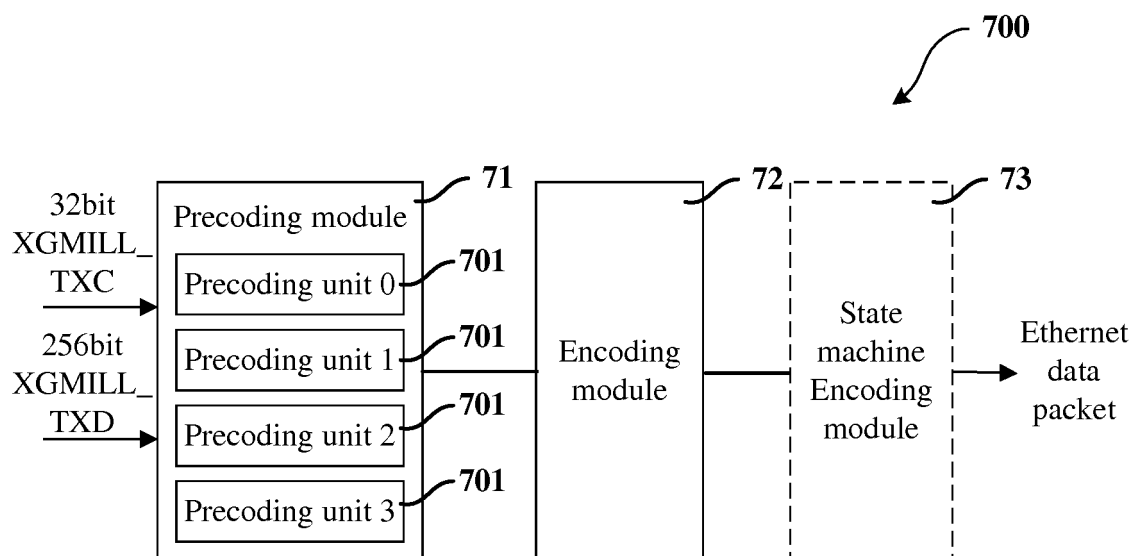 700
71
72
73
32bit
XGMILL_
TXC
256bit
XGMILL_
TXD
Precoding module
Precoding unit 0
701
Precoding unit 1
701
Precoding unit 2
701
Precoding unit 3
701
Encoding
module
State
machine
Encoding
module
Ethernet
data
packet